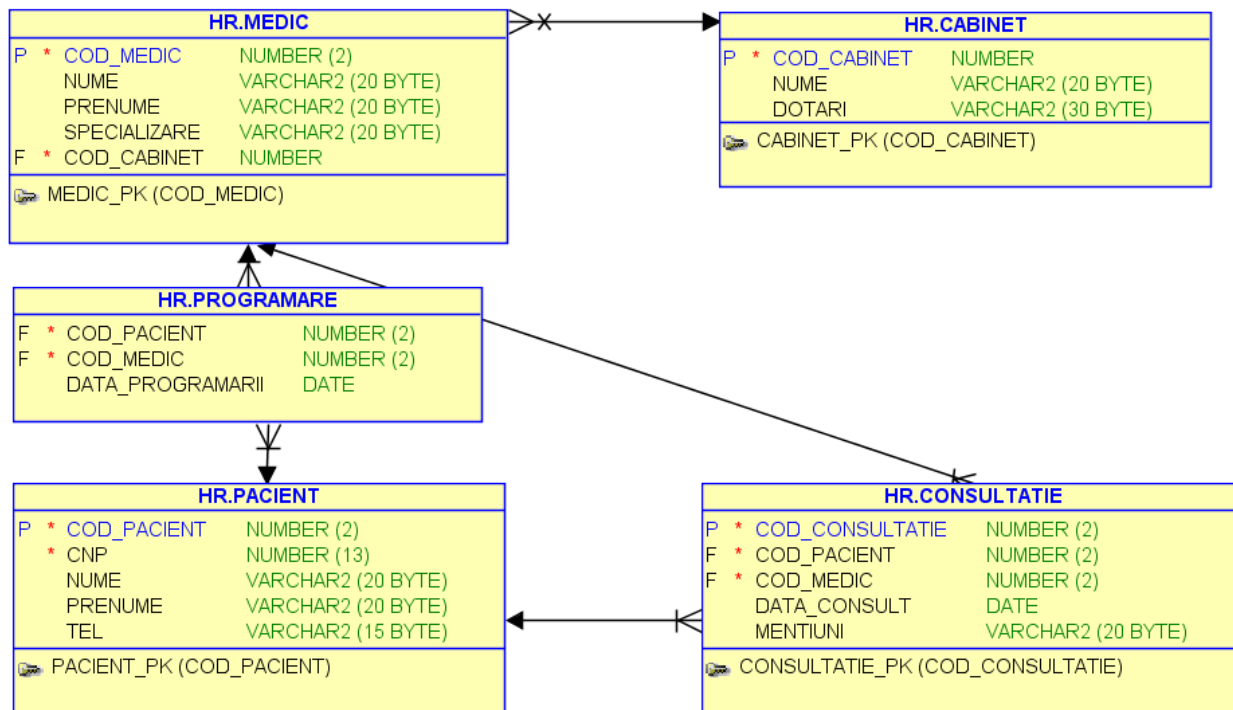 HR.MEDIC
P * COD_MEDIC NUMBER (2)
NUME VARCHAR2 (20 BYTE)
PRENUME VARCHAR2 (20 BYTE)
SPECIALIZARE VARCHAR2 (20 BYTE)
F * COD_CABINET NUMBER
MEDIC_PK (COD_MEDIC)
HR.CABINET
P * COD_CABINET NUMBER
NUME VARCHAR2 (20 BYTE)
DOTARI VARCHAR2 (30 BYTE)
CABINET_PK (COD_CABINET)
HR.PROGRAMARE
F * COD_PACIENT NUMBER (2)
F * COD_MEDIC NUMBER (2)
DATA_PROGRAMARII DATE
HR.PACIENT
P * COD_PACIENT NUMBER (2)
* CNP NUMBER (13)
NUME VARCHAR2 (20 BYTE)
PRENUME VARCHAR2 (20 BYTE)
TEL VARCHAR2 (15 BYTE)
PACIENT_PK (COD_PACIENT)
HR.CONSULTATIE
P * COD_CONSULTATIE NUMBER (2)
F * COD_PACIENT NUMBER (2)
F * COD_MEDIC NUMBER (2)
DATA_CONSULT DATE
MENTIUNI VARCHAR2 (20 BYTE)
CONSULTATIE_PK (COD_CONSULTATIE)